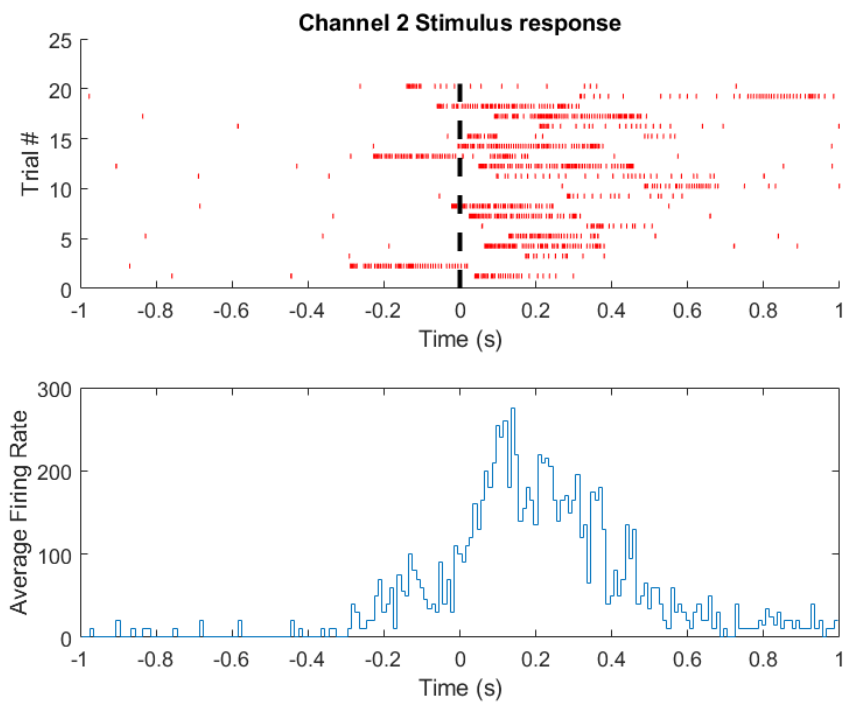 Channel 2 Stimulus response
25
20
15
10
5
0
Trial #
-1 -0.8 -0.6 -0.4 -0.2 0 0.2 0.4 0.6 0.8 1
Time (s)
300
200
100
0
Average Firing Rate
-1 -0.8 -0.6 -0.4 -0.2 0 0.2 0.4 0.6 0.8 1
Time (s)